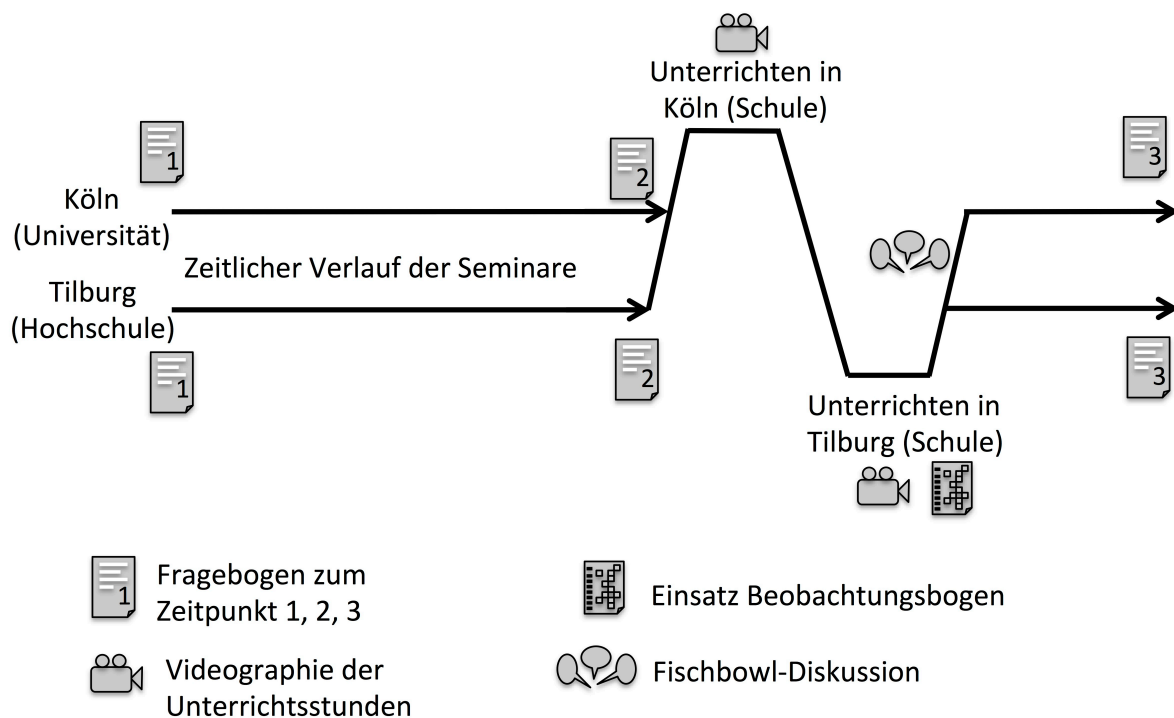 Unterrichten in
Köln (Schule)
1
2
3
Köln
(Universität)
Zeitlicher Verlauf der Seminare
Tilburg
(Hochschule)
1
2
3
Unterrichten in
Tilburg (Schule)
1
Fragebogen zum
Zeitpunkt 1, 2, 3
Einsatz Beobachtungsbogen
Videographie der
Unterrichtsstunden
Fischbowl-Diskussion